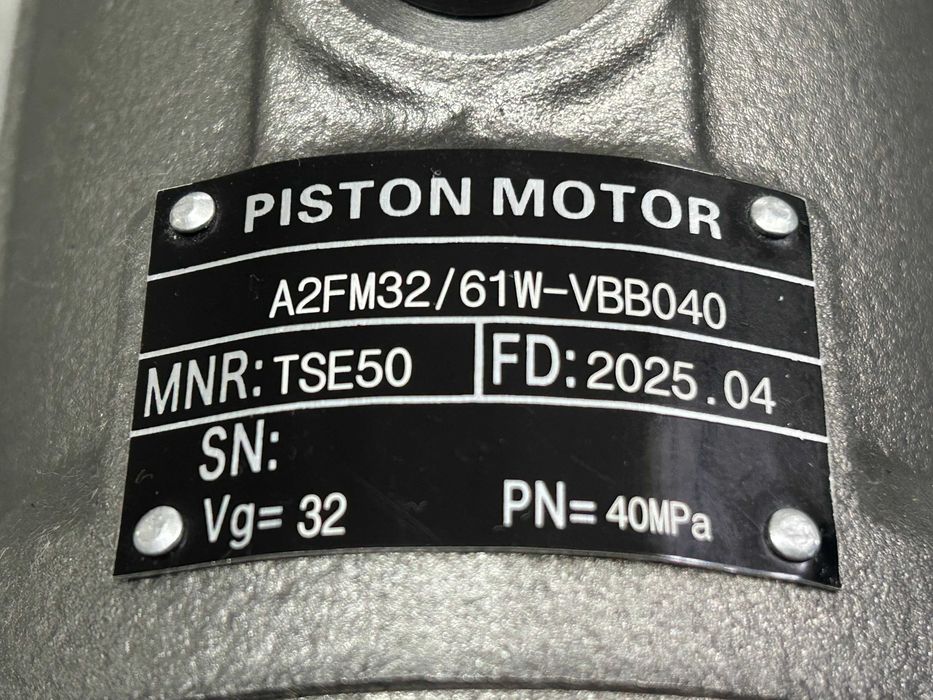 PISTON MOTOR
A2FM32/61W-VBB040
MNR: TSE50 FD: 2025.04
SN:
Vg= 32 PN= 40MPa